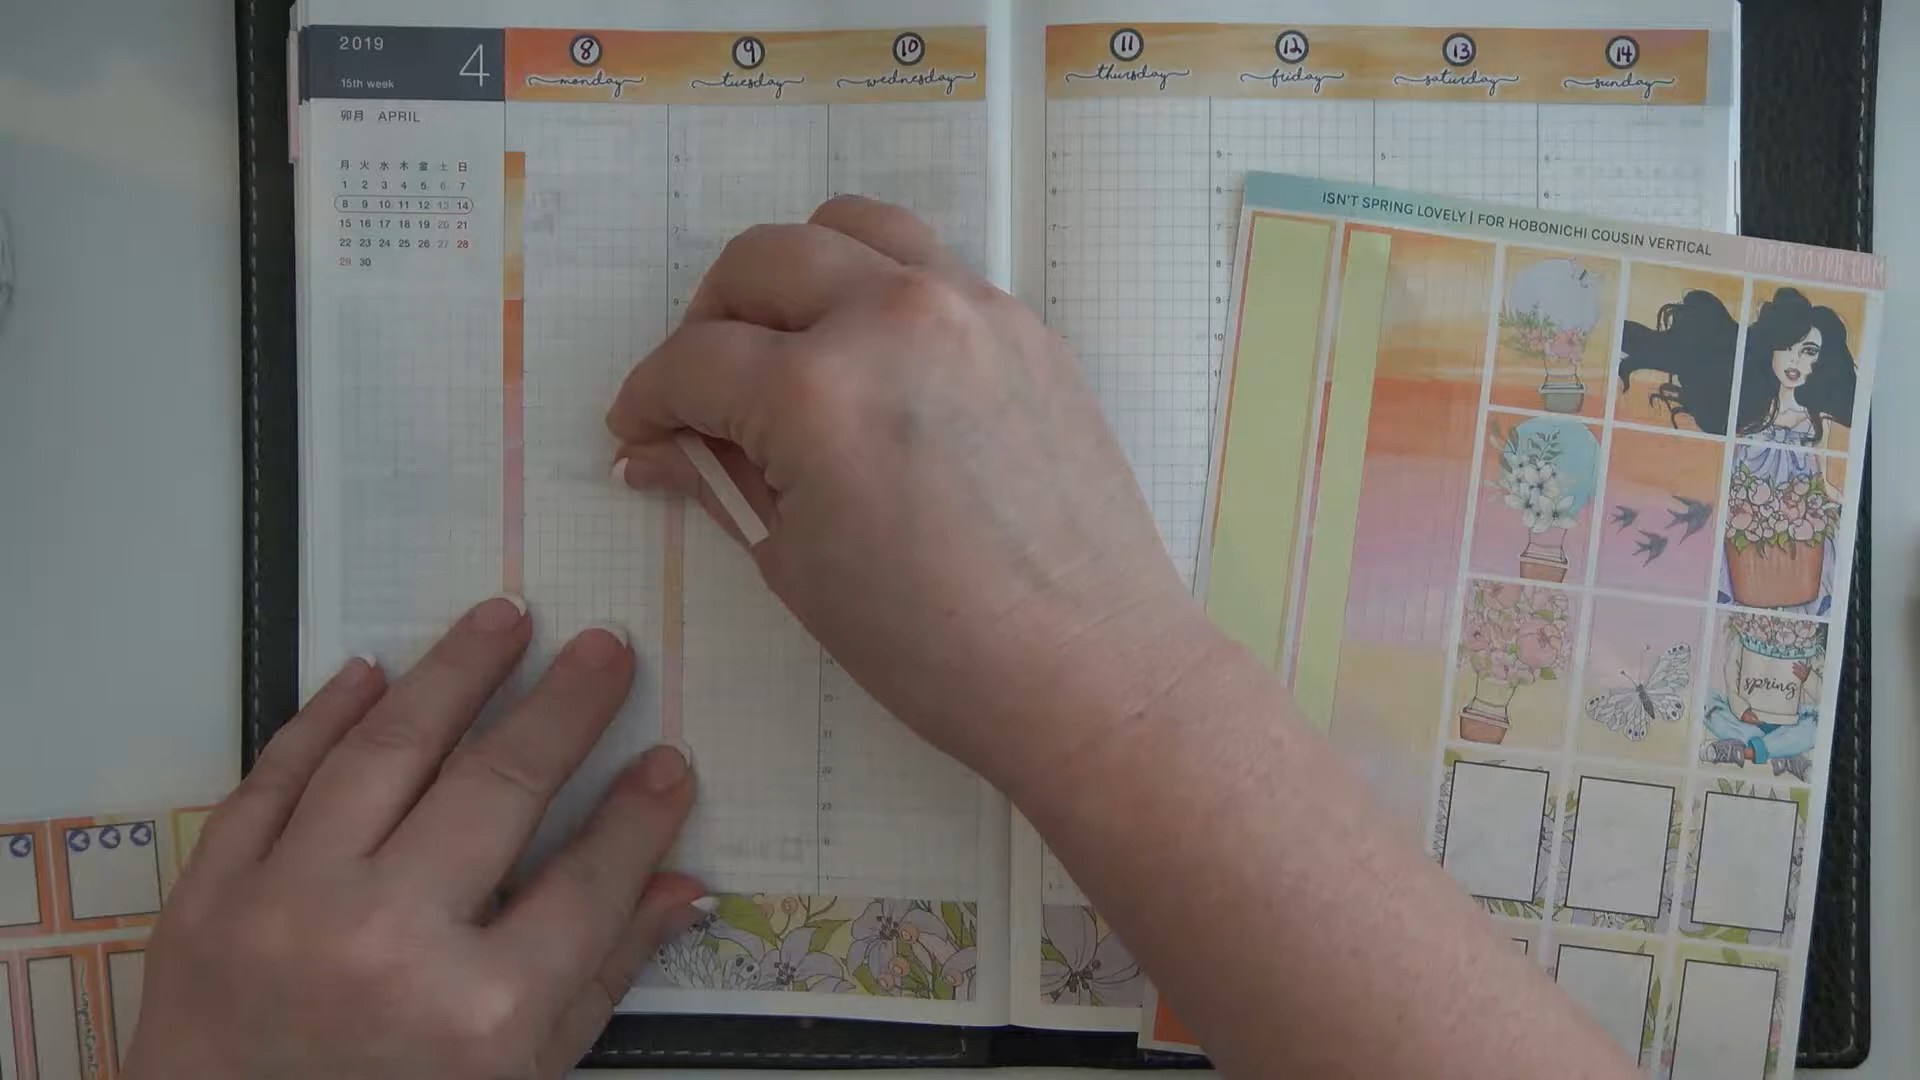 2019 4
15th week
卯月 APRIL
月 火 水 木 金 土 日
1 2 3 4 5 6 7
8 9 10 11 12 13 14
15 16 17 18 19 20 21
22 23 24 25 26 27 28
29 30
8 9 10 11 12 13 14
monday tuesday wednesday thursday friday saturday sunday
ISN'T SPRING LOVELY | FOR HOBONICHI COUSIN VERTICAL
spring
important